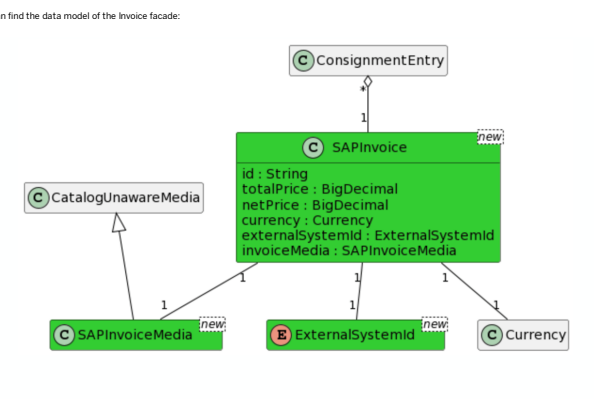 n find the data model of the Invoice facade:
C ConsignmentEntry
*
1
new
C SAPInvoice
id : String
totalPrice : BigDecimal
netPrice : BigDecimal
currency : Currency
externalSystemId : ExternalSystemId
invoiceMedia : SAPInvoiceMedia
C CatalogUnawareMedia
1
1
1
1
1
1
new
C SAPInvoiceMedia
new
E ExternalSystemId
C Currency